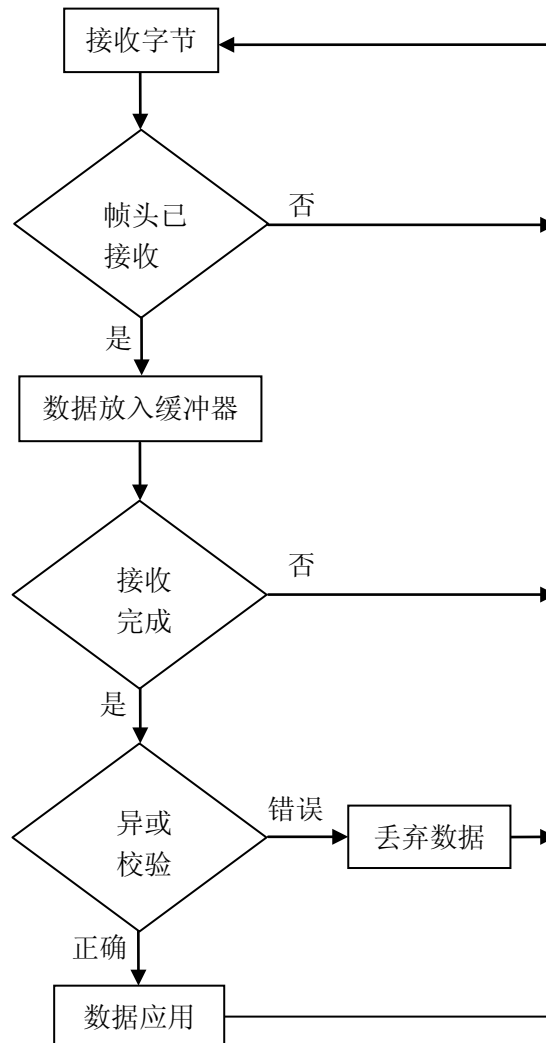 接收字节
帧头已
接收
否
是
数据放入缓冲器
接收
完成
否
是
异或
校验
错误
丢弃数据
正确
数据应用